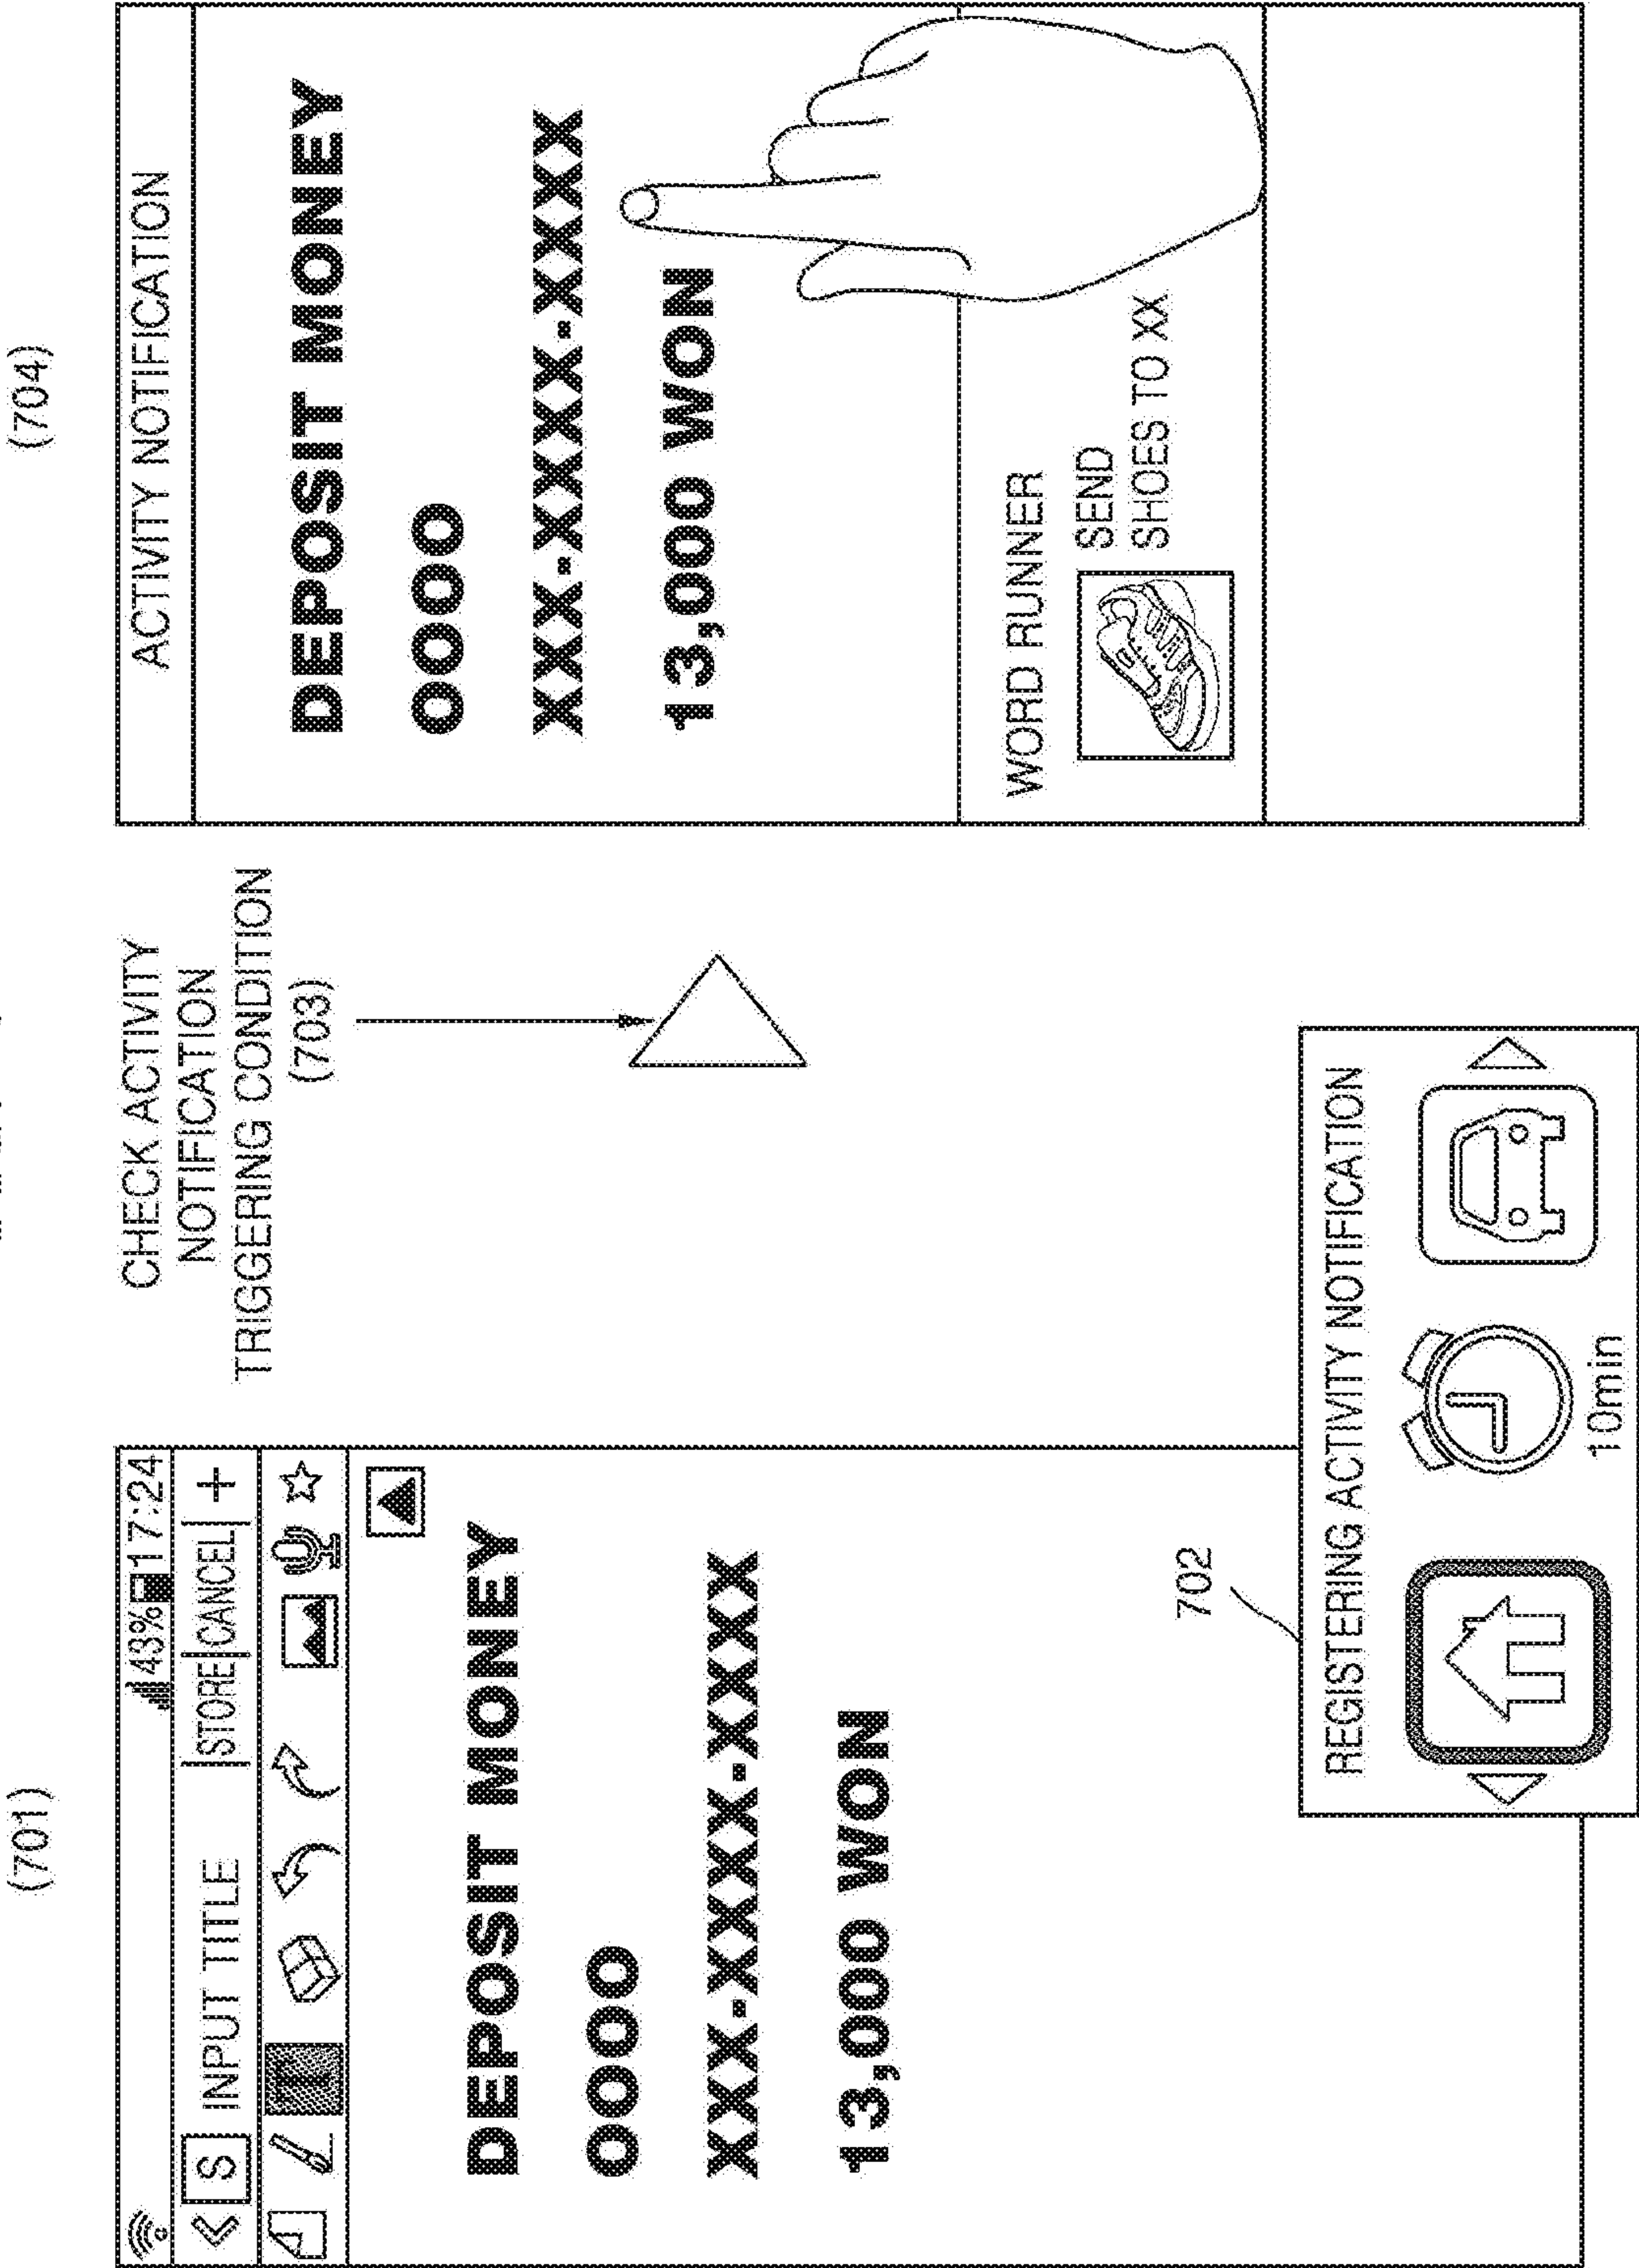 (701)
43% 17:24
S INPUT TITLE STORE CANCEL +
T
DEPOSIT MONEY
OOOO
XXX-XXXXX-XXXX
13,000 WON
702
REGISTERING ACTIVITY NOTIFICATION
10min
CHECK ACTIVITY
NOTIFICATION
TRIGGERING CONDITION
(703)
(704)
ACTIVITY NOTIFICATION
DEPOSIT MONEY
OOOO
XXX-XXXXX-XXXX
13,000 WON
WORD RUNNER
SEND
SHOES TO XX